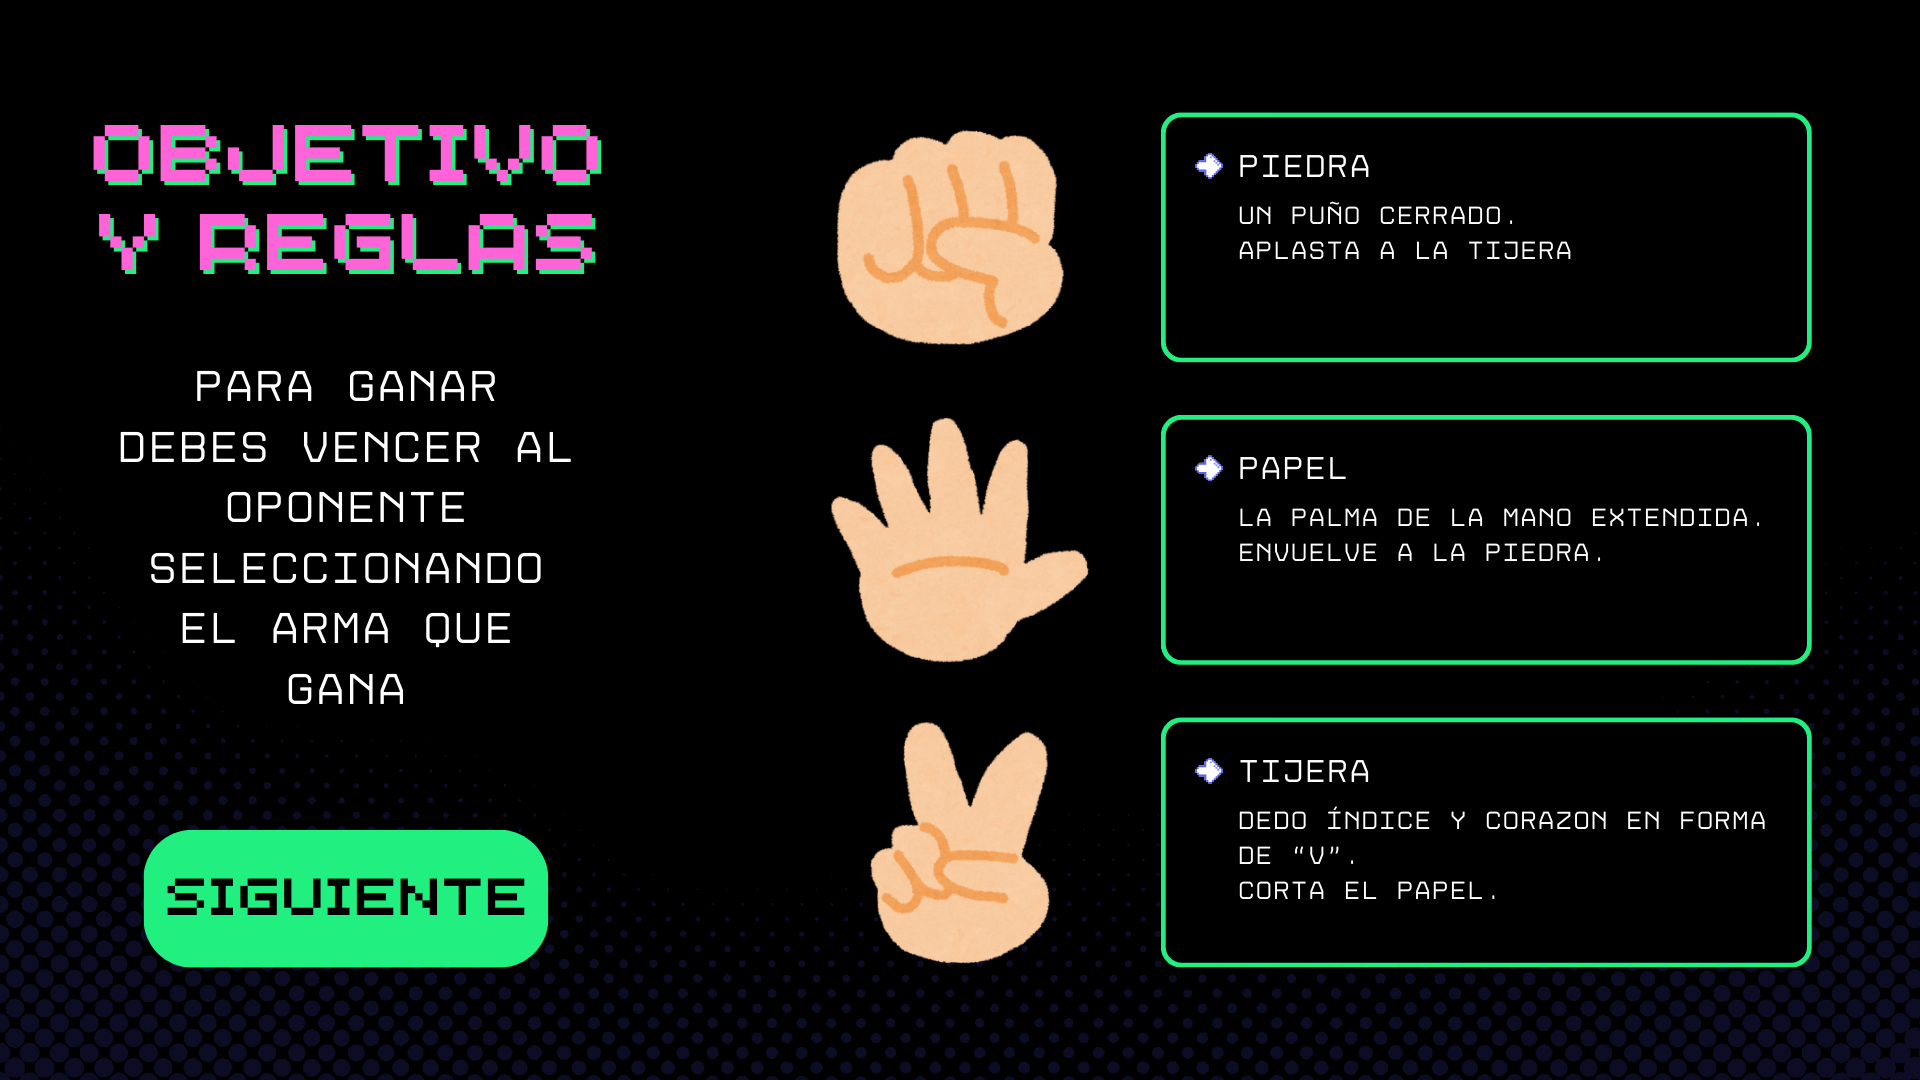 OBJETIVO
Y REGLAS
PARA GANAR
DEBES VENCER AL
OPONENTE
SELECCIONANDO
EL ARMA QUE
GANA
SIGUIENTE
PIEDRA
UN PUÑO CERRADO.
APLASTA A LA TIJERA
PAPEL
LA PALMA DE LA MANO EXTENDIDA.
ENVUELVE A LA PIEDRA.
TIJERA
DEDO ÍNDICE Y CORAZON EN FORMA
DE “V”.
CORTA EL PAPEL.